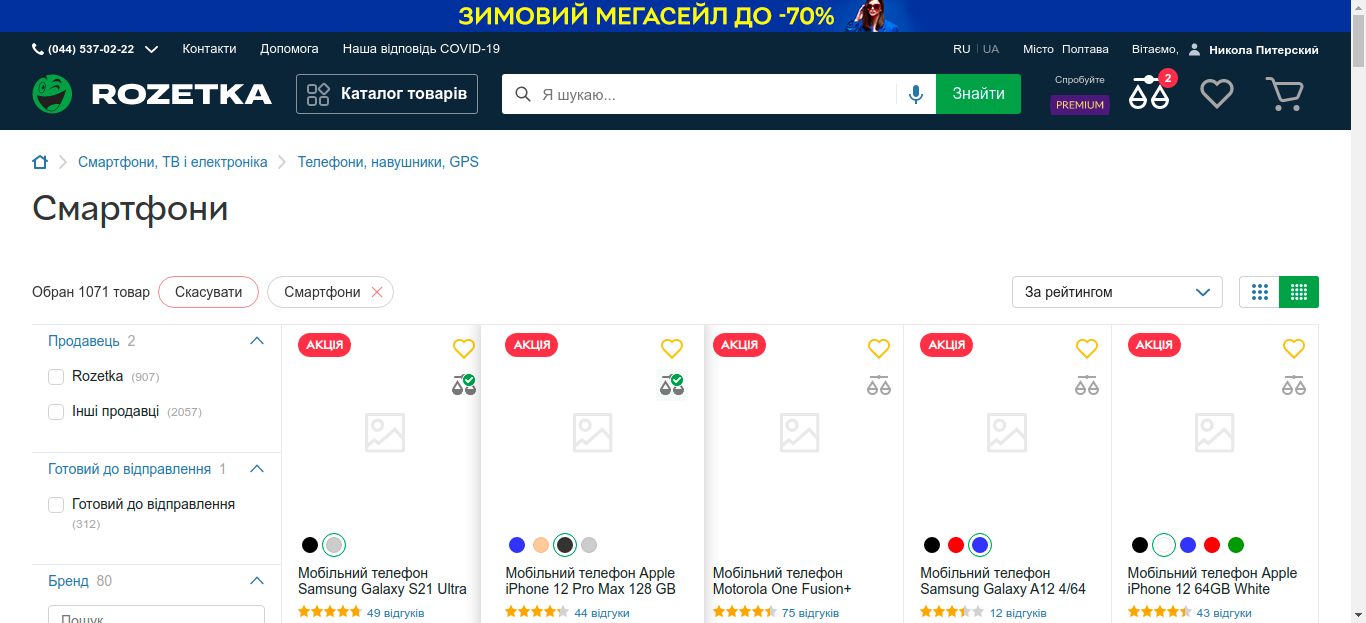 ЗИМОВИЙ МЕГАСЕЙЛ ДО -70%
(044) 537-02-22 Контакти Допомога Наша відповідь COVID-19 RU UA Місто Полтава Вітаємо, Никола Питерский
ROZETKA Каталог товарів Я шукаю... Знайти Спробуйте PREMIUM 2
Смартфони, ТВ і електроніка Телефони, навушники, GPS
Смартфони
Обран 1071 товар Скасувати Смартфони За рейтингом
Продавець 2
Rozetka (907)
Інші продавці (2057)
Готовий до відправлення 1
Готовий до відправлення
(312)
Бренд 80
Пошук
АКЦІЯ
Мобільний телефон
Samsung Galaxy S21 Ultra
49 відгуків
АКЦІЯ
Мобільний телефон Apple
iPhone 12 Pro Max 128 GB
44 відгуки
АКЦІЯ
Мобільний телефон
Motorola One Fusion+
75 відгуків
АКЦІЯ
Мобільний телефон
Samsung Galaxy A12 4/64
12 відгуків
АКЦІЯ
Мобільний телефон Apple
iPhone 12 64GB White
43 відгуки